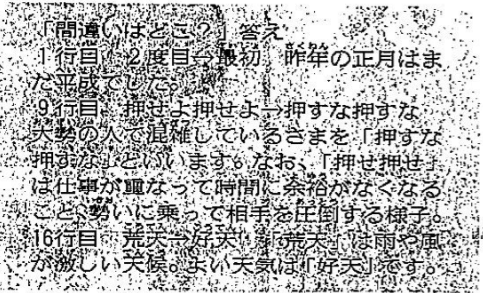 「間違いはどこ？」答え
1行目　2度目→最初　昨年の正月はま
だ平成でした。
9行目　押せよ押せよ→押すな押すな
大勢の人で混雑しているさまを「押すな
押すな」といいます。なお、「押せ押せ」
は仕事が重なって時間に余裕がなくなる
こと、勢いに乗って相手を圧倒する様子。
16行目　荒天→好天　「荒天」は雨や風
が激しい天候。よい天気は「好天」です。